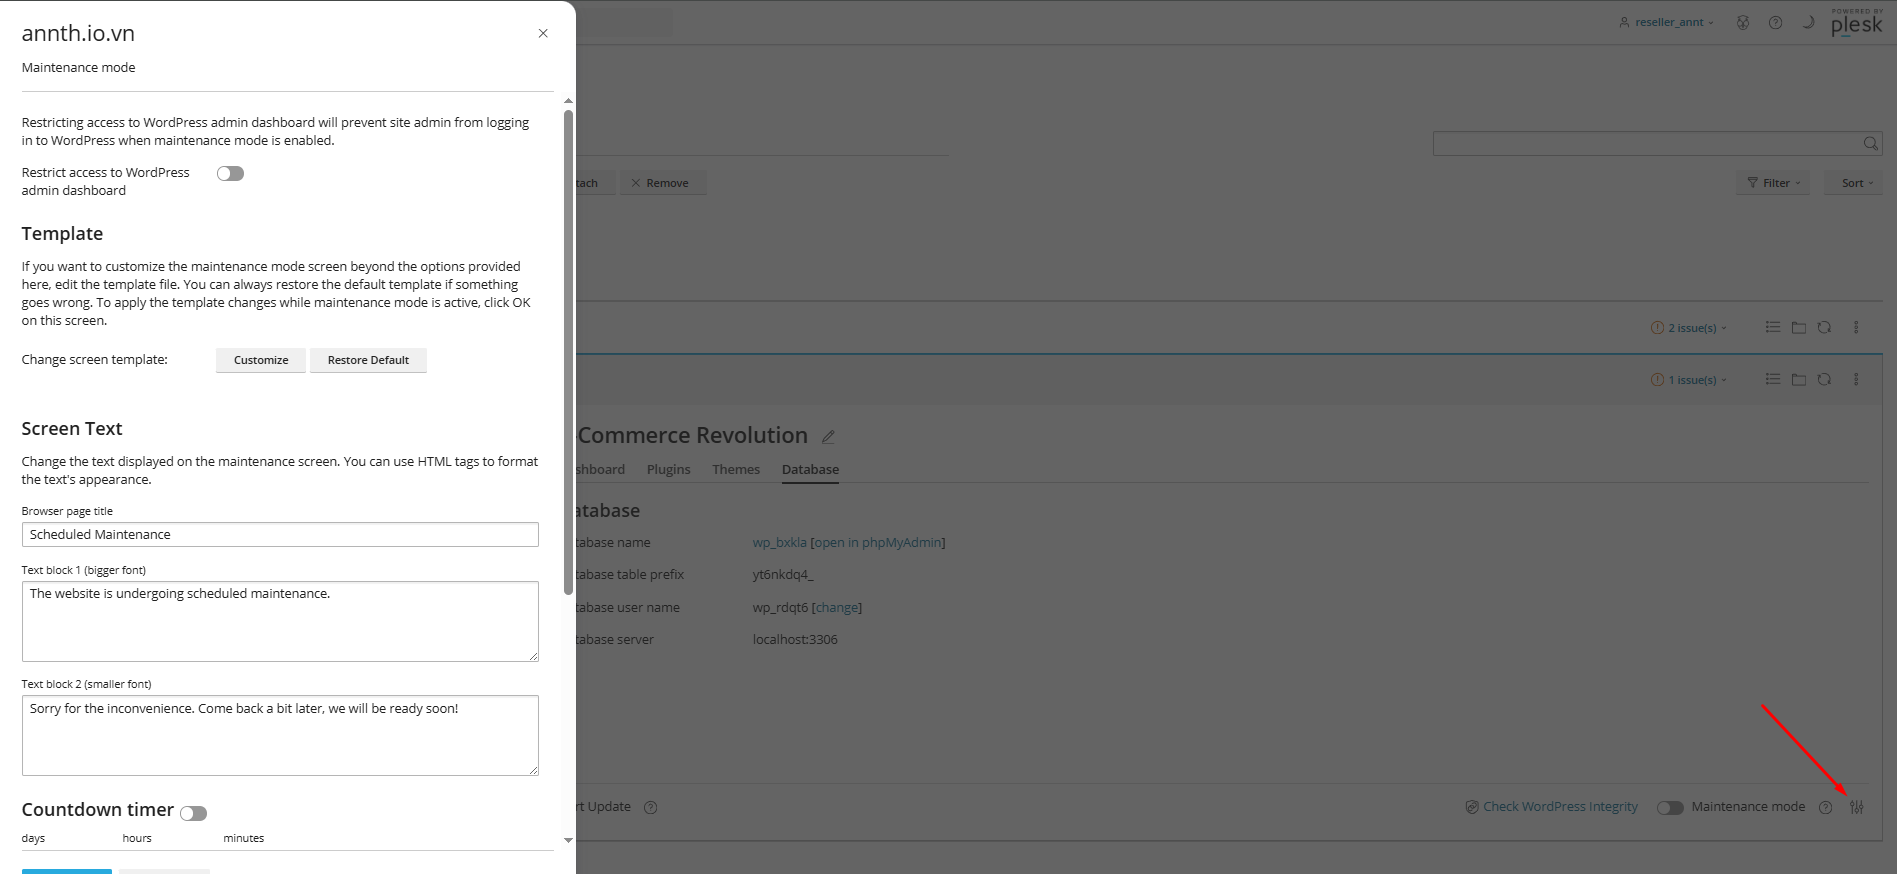 annth.io.vn
Maintenance mode
Restricting access to WordPress admin dashboard will prevent site admin from logging
in to WordPress when maintenance mode is enabled.
Restrict access to WordPress
admin dashboard
Template
If you want to customize the maintenance mode screen beyond the options provided
here, edit the template file. You can always restore the default template if something
goes wrong. To apply the template changes while maintenance mode is active, click OK
on this screen.
Change screen template:
Customize
Restore Default
Screen Text
Change the text displayed on the maintenance screen. You can use HTML tags to format
the text's appearance.
Browser page title
Scheduled Maintenance
Text block 1 (bigger font)
The website is undergoing scheduled maintenance.
Text block 2 (smaller font)
Sorry for the inconvenience. Come back a bit later, we will be ready soon!
Countdown timer
days hours minutes
reseller_annt
POWERED BY
plesk
tach
Remove
Filter
Sort
2 issue(s)
1 issue(s)
-Commerce Revolution
shboard Plugins Themes Database
atabase
tabase name wp_bxkla [open in phpMyAdmin]
tabase table prefix yt6nkdq4_
tabase user name wp_rdqt6 [change]
tabase server localhost:3306
rt Update
Check WordPress Integrity
Maintenance mode